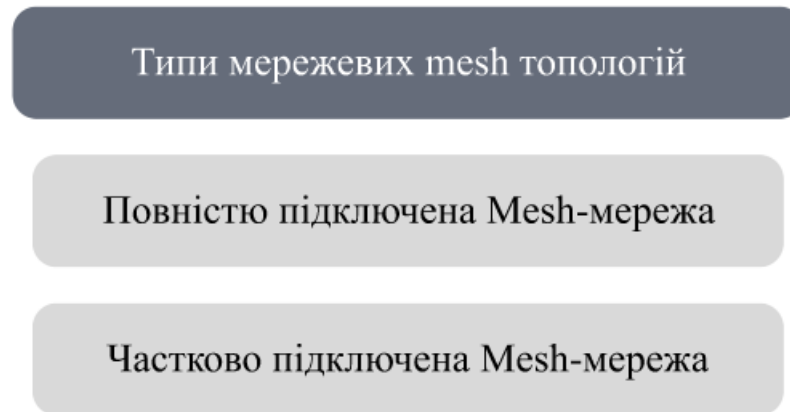 Типи мережевих mesh топологій
Повністю підключена Mesh-мережа
Частково підключена Mesh-мережа